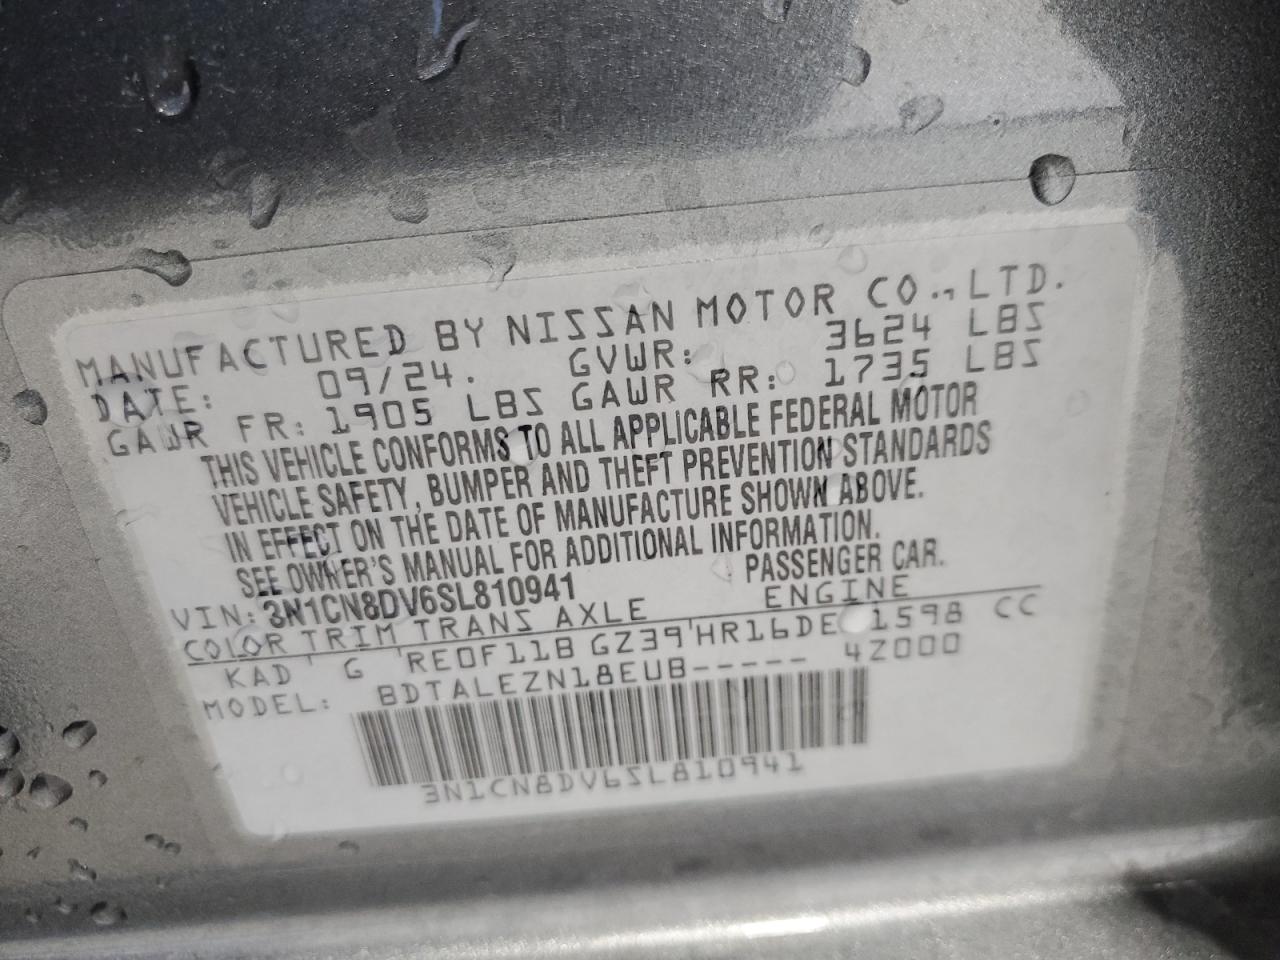 MANUFACTURED BY NISSAN MOTOR CO., LTD.
DATE: 09/24. GVWR: 3624 LBS
GAWR FR: 1905 LBS GAWR RR: 1735 LBS
THIS VEHICLE CONFORMS TO ALL APPLICABLE FEDERAL MOTOR
VEHICLE SAFETY, BUMPER AND THEFT PREVENTION STANDARDS
IN EFFECT ON THE DATE OF MANUFACTURE SHOWN ABOVE.
SEE OWNER'S MANUAL FOR ADDITIONAL INFORMATION.
VIN: 3N1CN8DV6SL810941 PASSENGER CAR.
COLOR TRIM TRANS AXLE ENGINE
KAD G RE0F11B GZ39 HR16DE 1598 CC
MODEL: BDTALEZN18EUB----- 42000
3N1CN8DV6SL810941